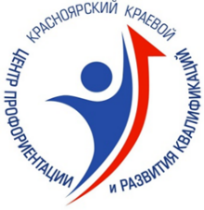 КРАСНОЯРСКИЙ КРАЕВОЙ
ЦЕНТР ПРОФОРИЕНТАЦИИ
и РАЗВИТИЯ КВАЛИФИКАЦИЙ